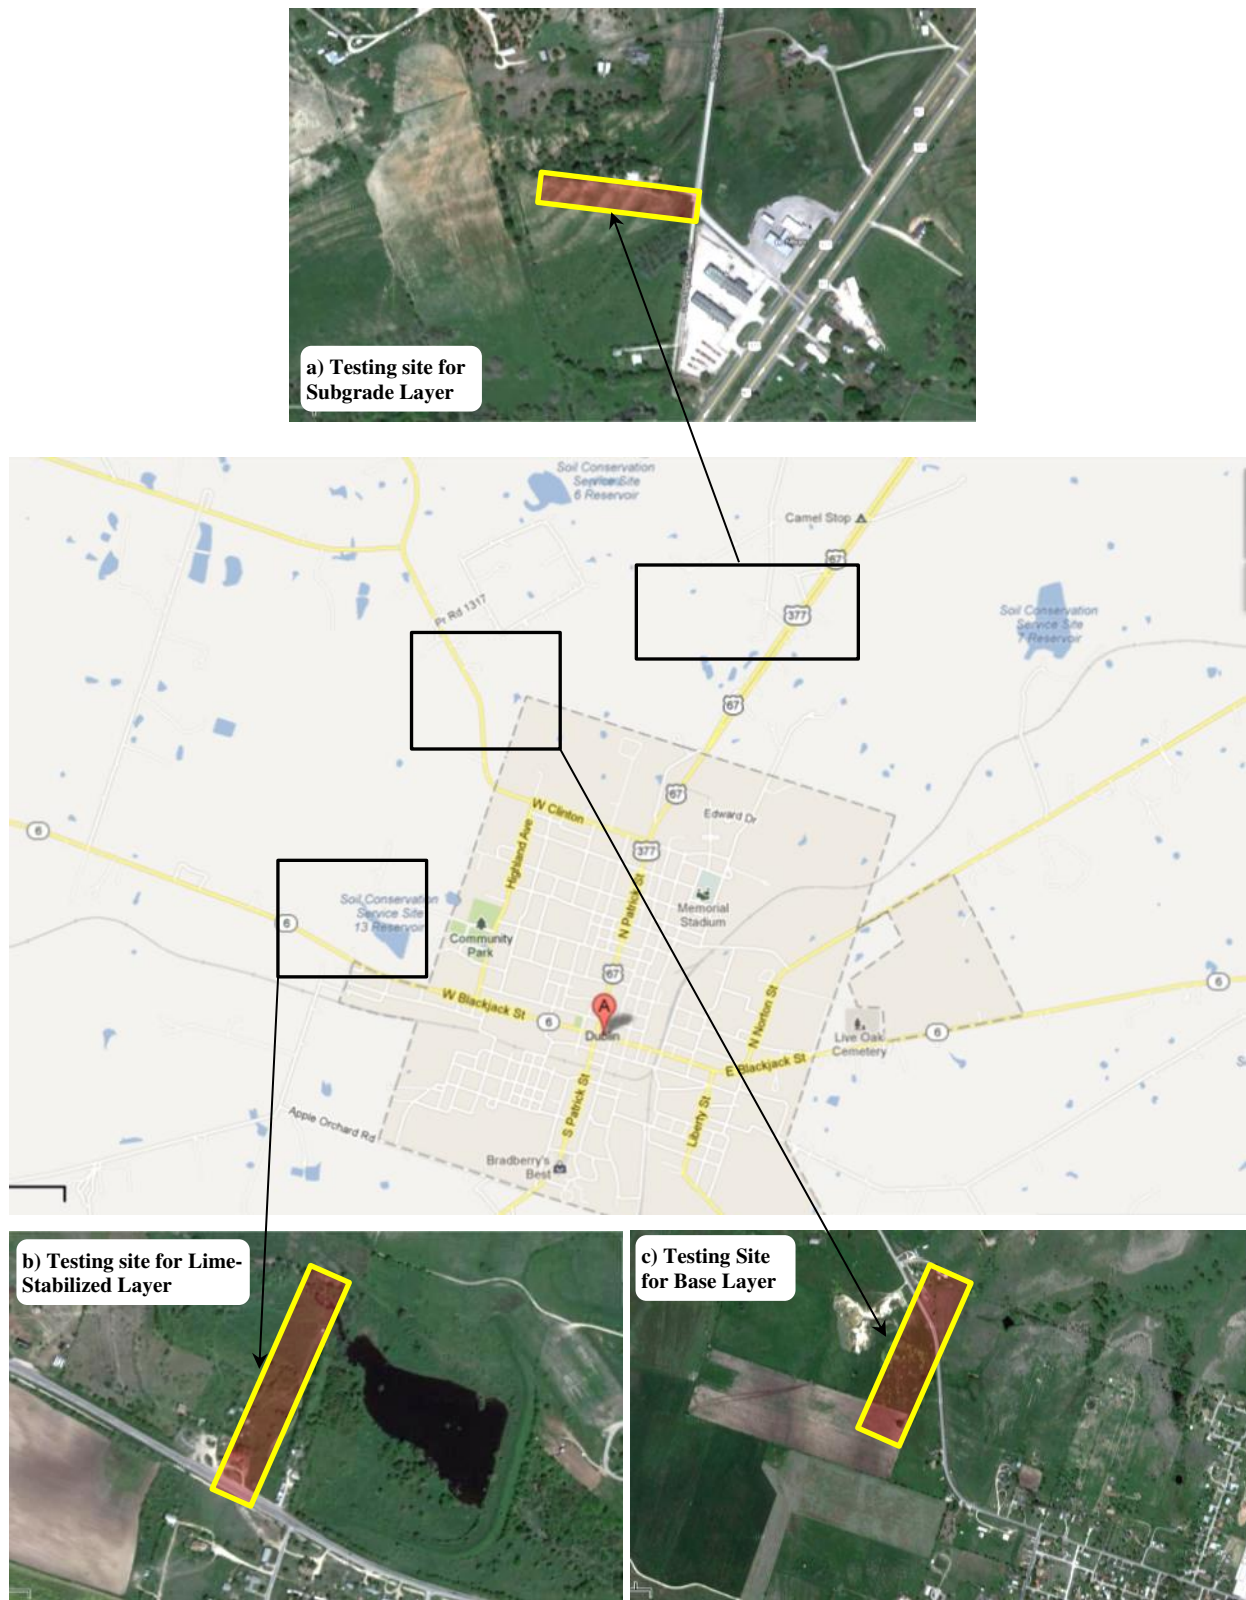 a) Testing site for
Subgrade Layer
Soil Conservation
Service Site
6 Reservoir
Camel Stop
67
Pr Rd 1317
377
Soil Conservation
Service Site
7 Reservoir
67
67
W Clinton
Edward Dr
377
6
Highland Ave
N Patrick St
Memorial
Stadium
Soil Conservation
Service Site
13 Reservoir
6
Community
Park
67
6
W Blackjack St
6
A
Dublin
N Norton St
Live Oak
Cemetery
6
E Blackjack St
S Patrick St
Liberty St
Apple Orchard Rd
Bradberry's
Best
b) Testing site for Lime-
Stabilized Layer
c) Testing Site
for Base Layer